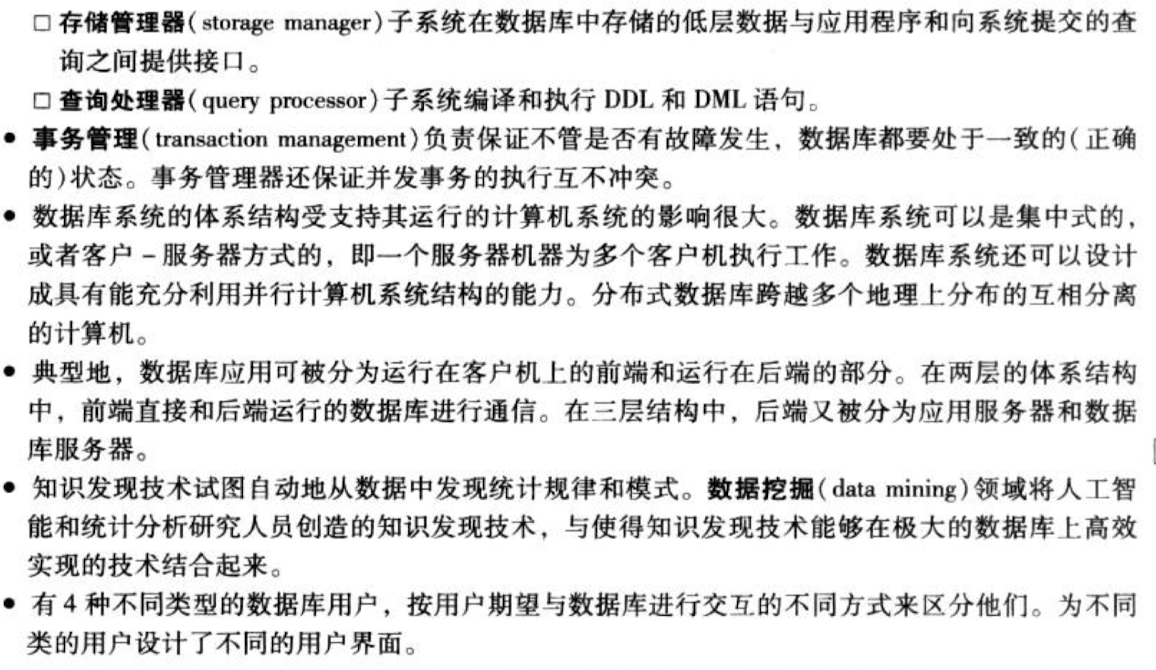 □ 存储管理器(storage manager)子系统在数据库中存储的低层数据与应用程序和向系统提交的查
询之间提供接口。
□ 查询处理器(query processor)子系统编译和执行 DDL 和 DML 语句。
● 事务管理(transaction management)负责保证不管是否有故障发生，数据库都要处于一致的(正确
的)状态。事务管理器还保证并发事务的执行互不冲突。
● 数据库系统的体系结构受支持其运行的计算机系统的影响很大。数据库系统可以是集中式的，
或者客户－服务器方式的，即一个服务器机器为多个客户机执行工作。数据库系统还可以设计
成具有能充分利用并行计算机系统结构的能力。分布式数据库跨越多个地理上分布的互相分离
的计算机。
● 典型地，数据库应用可被分为运行在客户机上的前端和运行在后端的部分。在两层的体系结构
中，前端直接和后端运行的数据库进行通信。在三层结构中，后端又被分为应用服务器和数据
库服务器。
● 知识发现技术试图自动地从数据中发现统计规律和模式。数据挖掘(data mining)领域将人工智
能和统计分析研究人员创造的知识发现技术，与使得知识发现技术能够在极大的数据库上高效
实现的技术结合起来。
● 有 4 种不同类型的数据库用户，按用户期望与数据库进行交互的不同方式来区分他们。为不同
类的用户设计了不同的用户界面。